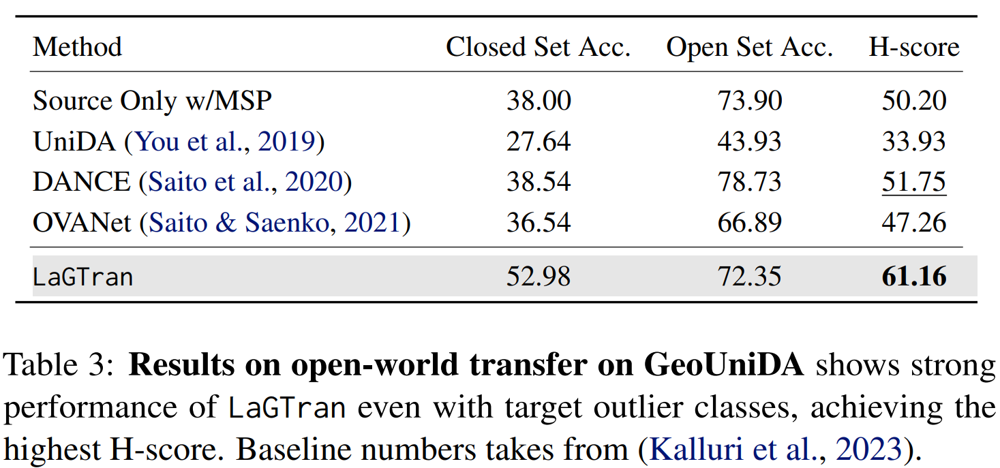 Method Closed Set Acc. Open Set Acc. H-score
Source Only w/MSP 38.00 73.90 50.20
UniDA (You et al., 2019) 27.64 43.93 33.93
DANCE (Saito et al., 2020) 38.54 78.73 51.75
OVANet (Saito & Saenko, 2021) 36.54 66.89 47.26
LaGTran 52.98 72.35 61.16
Table 3: Results on open-world transfer on GeoUniDA shows strong
performance of LaGTran even with target outlier classes, achieving the
highest H-score. Baseline numbers takes from (Kalluri et al., 2023).